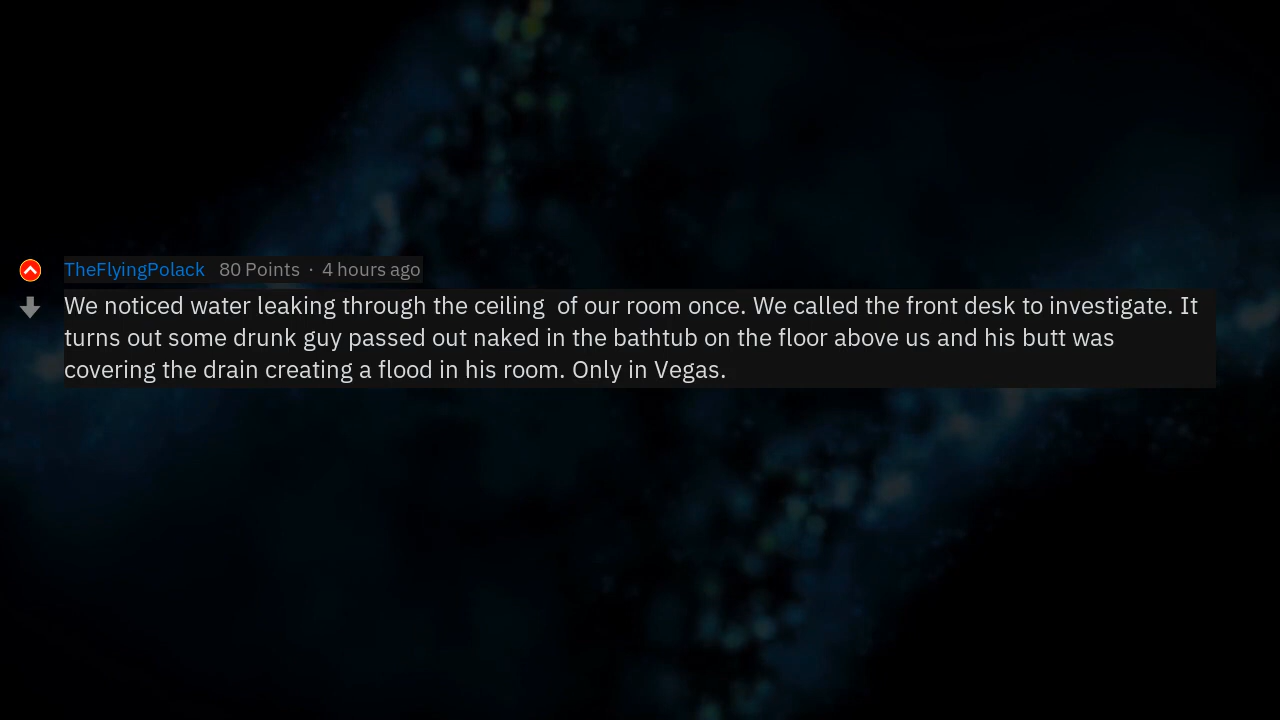 TheFlyingPolack 80 Points · 4 hours ago
We noticed water leaking through the ceiling  of our room once. We called the front desk to investigate. It
turns out some drunk guy passed out naked in the bathtub on the floor above us and his butt was
covering the drain creating a flood in his room. Only in Vegas.